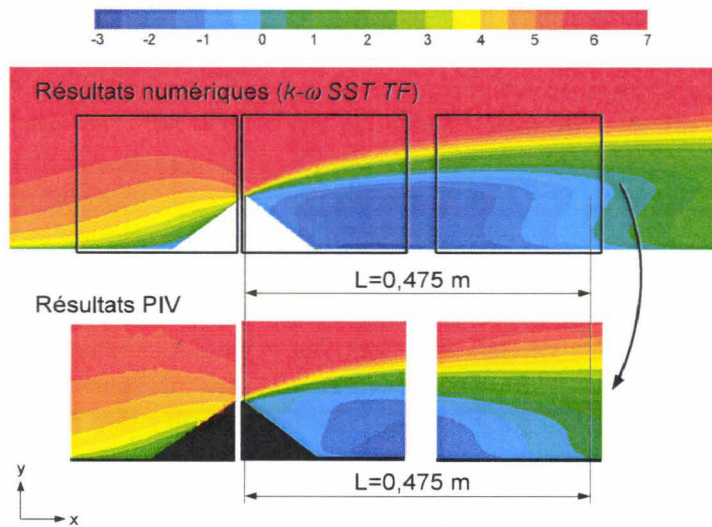 -3 -2 -1 0 1 2 3 4 5 6 7
Résultats numériques (k-ω SST TF)
L=0,475 m
Résultats PIV
L=0,475 m
y
x